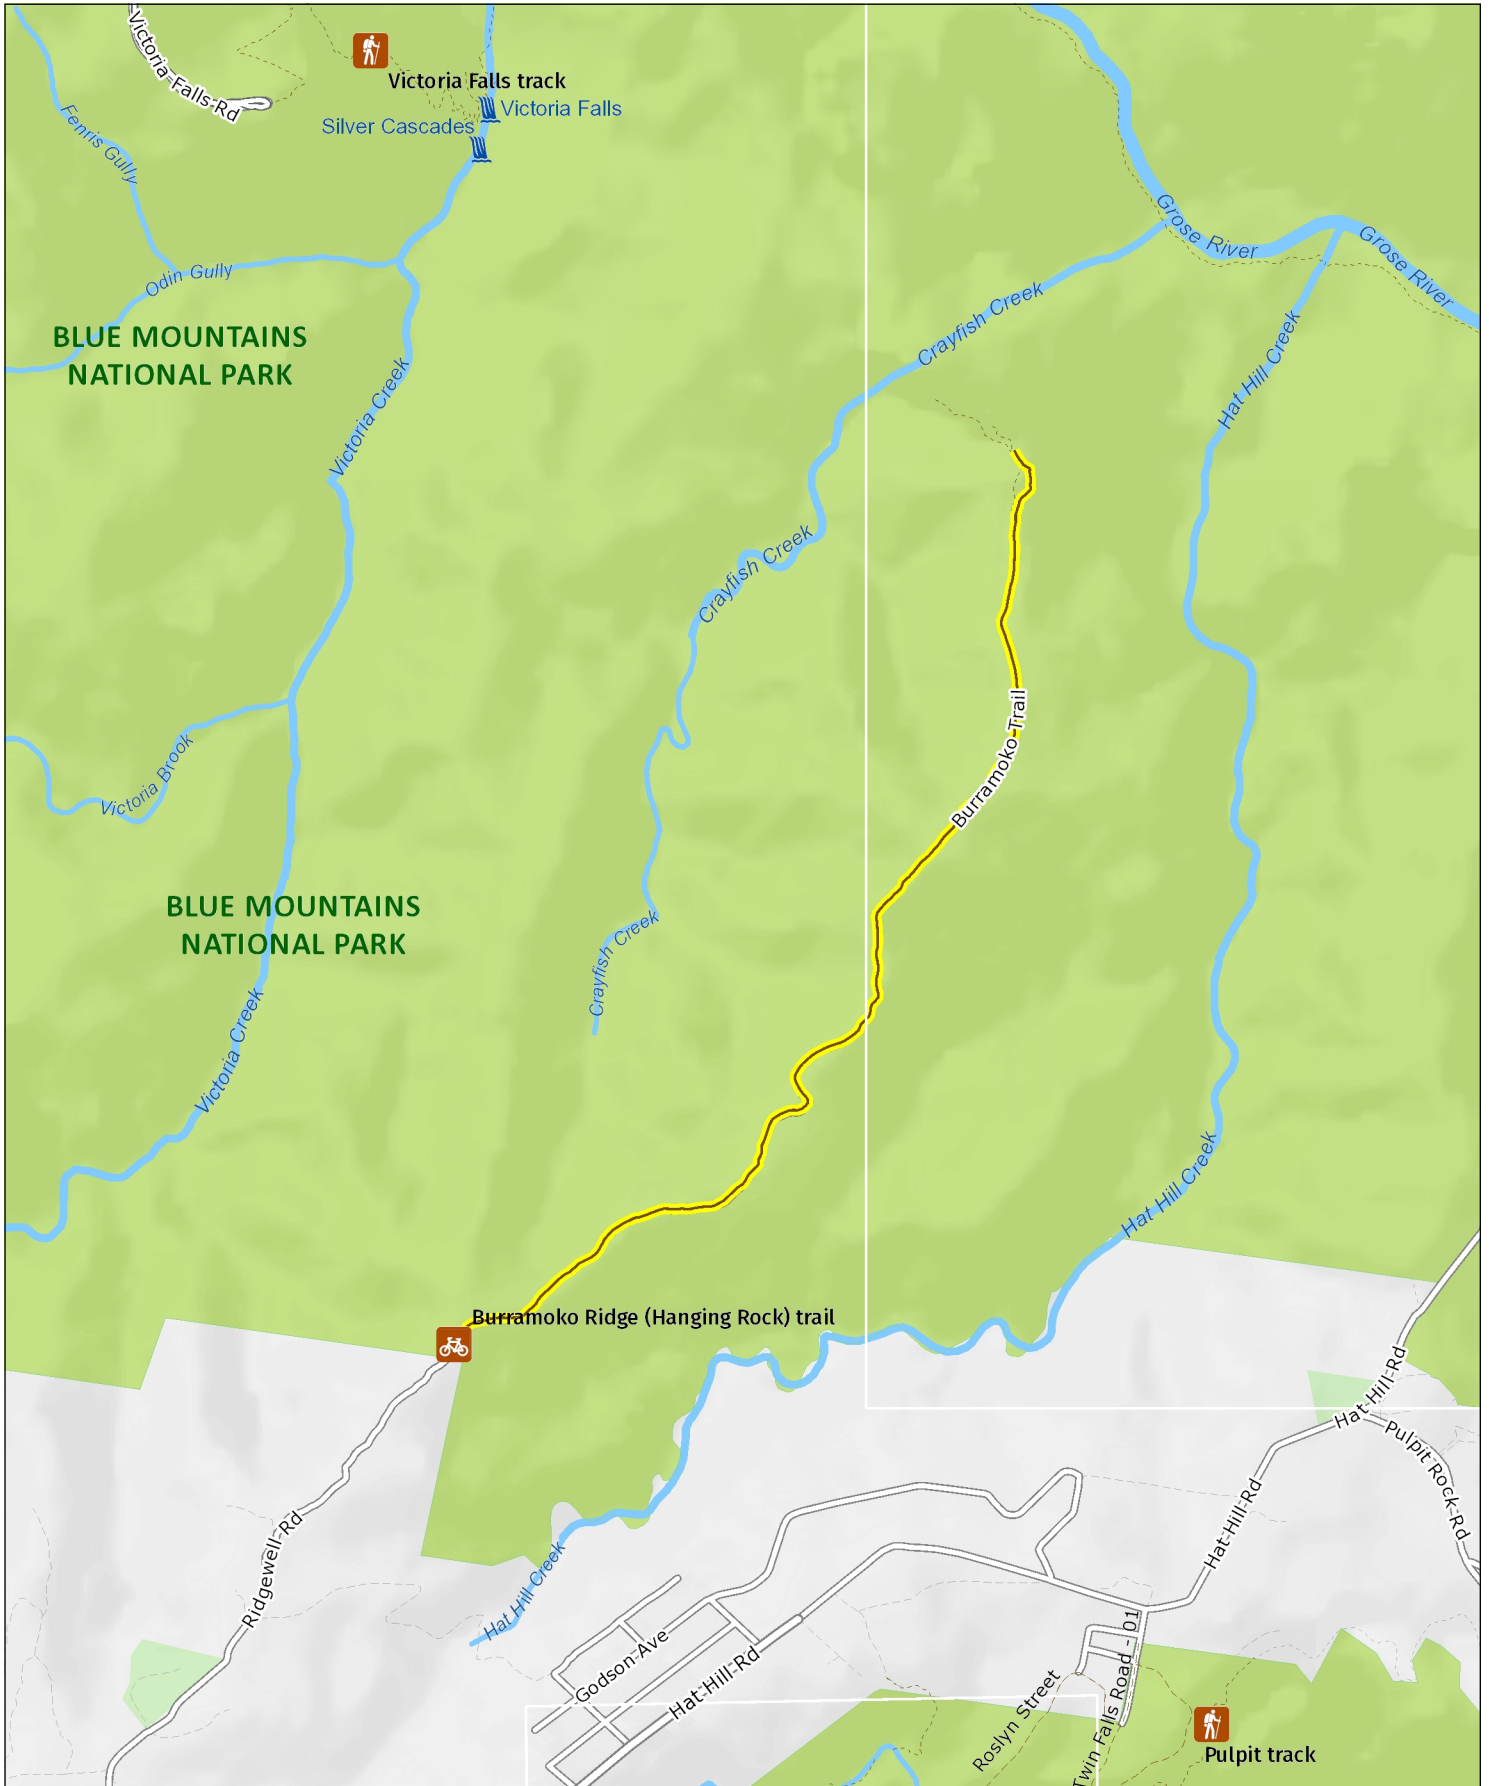 Victoria Falls Rd
Victoria Falls track
Victoria Falls
Silver Cascades
Fenris Gully
Odin Gully
Grose River
Grose River
BLUE MOUNTAINS
NATIONAL PARK
Crayfish Creek
Hat Hill Creek
Victoria Creek
Crayfish Creek
Burramoko Trail
Victoria Brook
BLUE MOUNTAINS
NATIONAL PARK
Crayfish Creek
Victoria Creek
Hat Hill Creek
Burramoko Ridge (Hanging Rock) trail
Hat Hill Rd
Pulpit Rock Rd
Hat Hill Rd
Ridgewell Rd
Hat Hill Creek
Godson Ave
Hat Hill Rd
Roslyn Street
Twin Falls Road - 01
Pulpit track